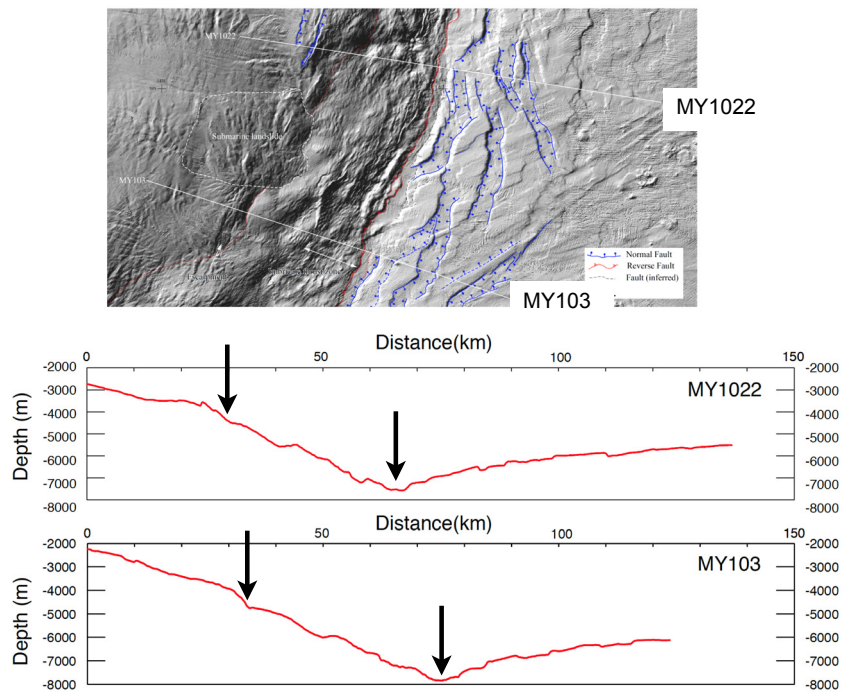 MY1022
MY1022
Submarine landslide
MY103
MY103
Normal Fault
Reverse Fault
Fault (inferred)
Distance(km)
0 50 100 150
-2000 -2000
-3000 -3000
-4000 -4000
-5000 -5000
-6000 -6000
-7000 -7000
-8000 -8000
Depth (m)
MY1022
Distance(km)
0 50 100 150
-2000 -2000
-3000 -3000
-4000 -4000
-5000 -5000
-6000 -6000
-7000 -7000
-8000 -8000
Depth (m)
MY103